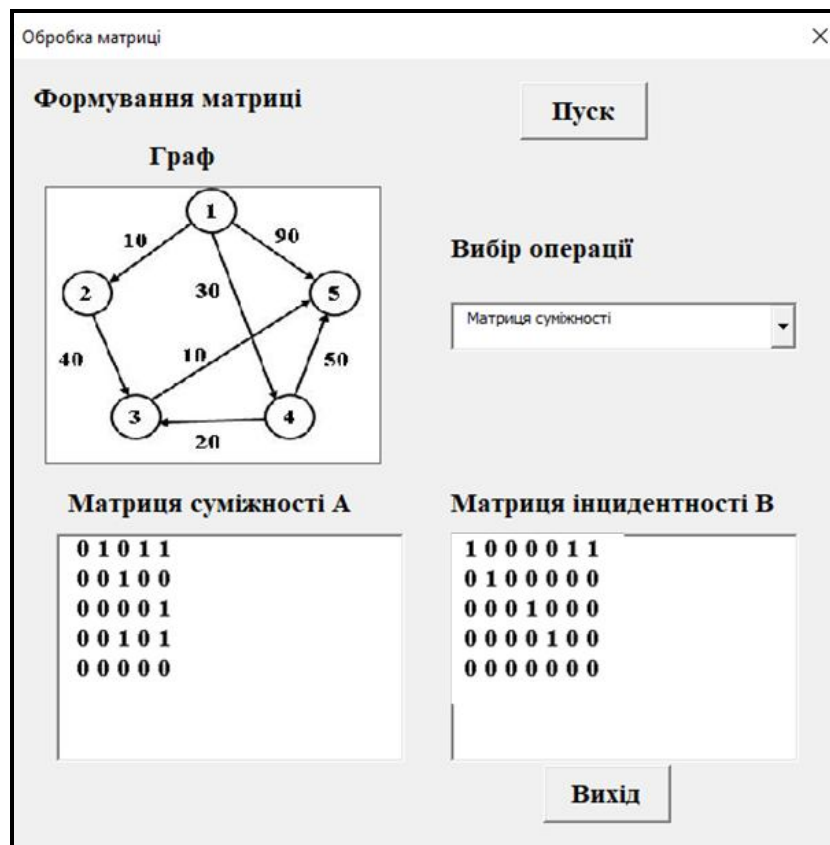 Обробка матриці
Формування матриці
Пуск
Граф
1
10
90
Вибір операції
2
30
5
Матриця суміжності
40
10
50
3
4
20
Матриця суміжності А
Матриця інцидентності В
0 1 0 1 1
0 0 1 0 0
0 0 0 0 1
0 0 1 0 1
0 0 0 0 0
1 0 0 0 0 1 1
0 1 0 0 0 0 0
0 0 0 1 0 0 0
0 0 0 0 1 0 0
0 0 0 0 0 0 0
Вихід